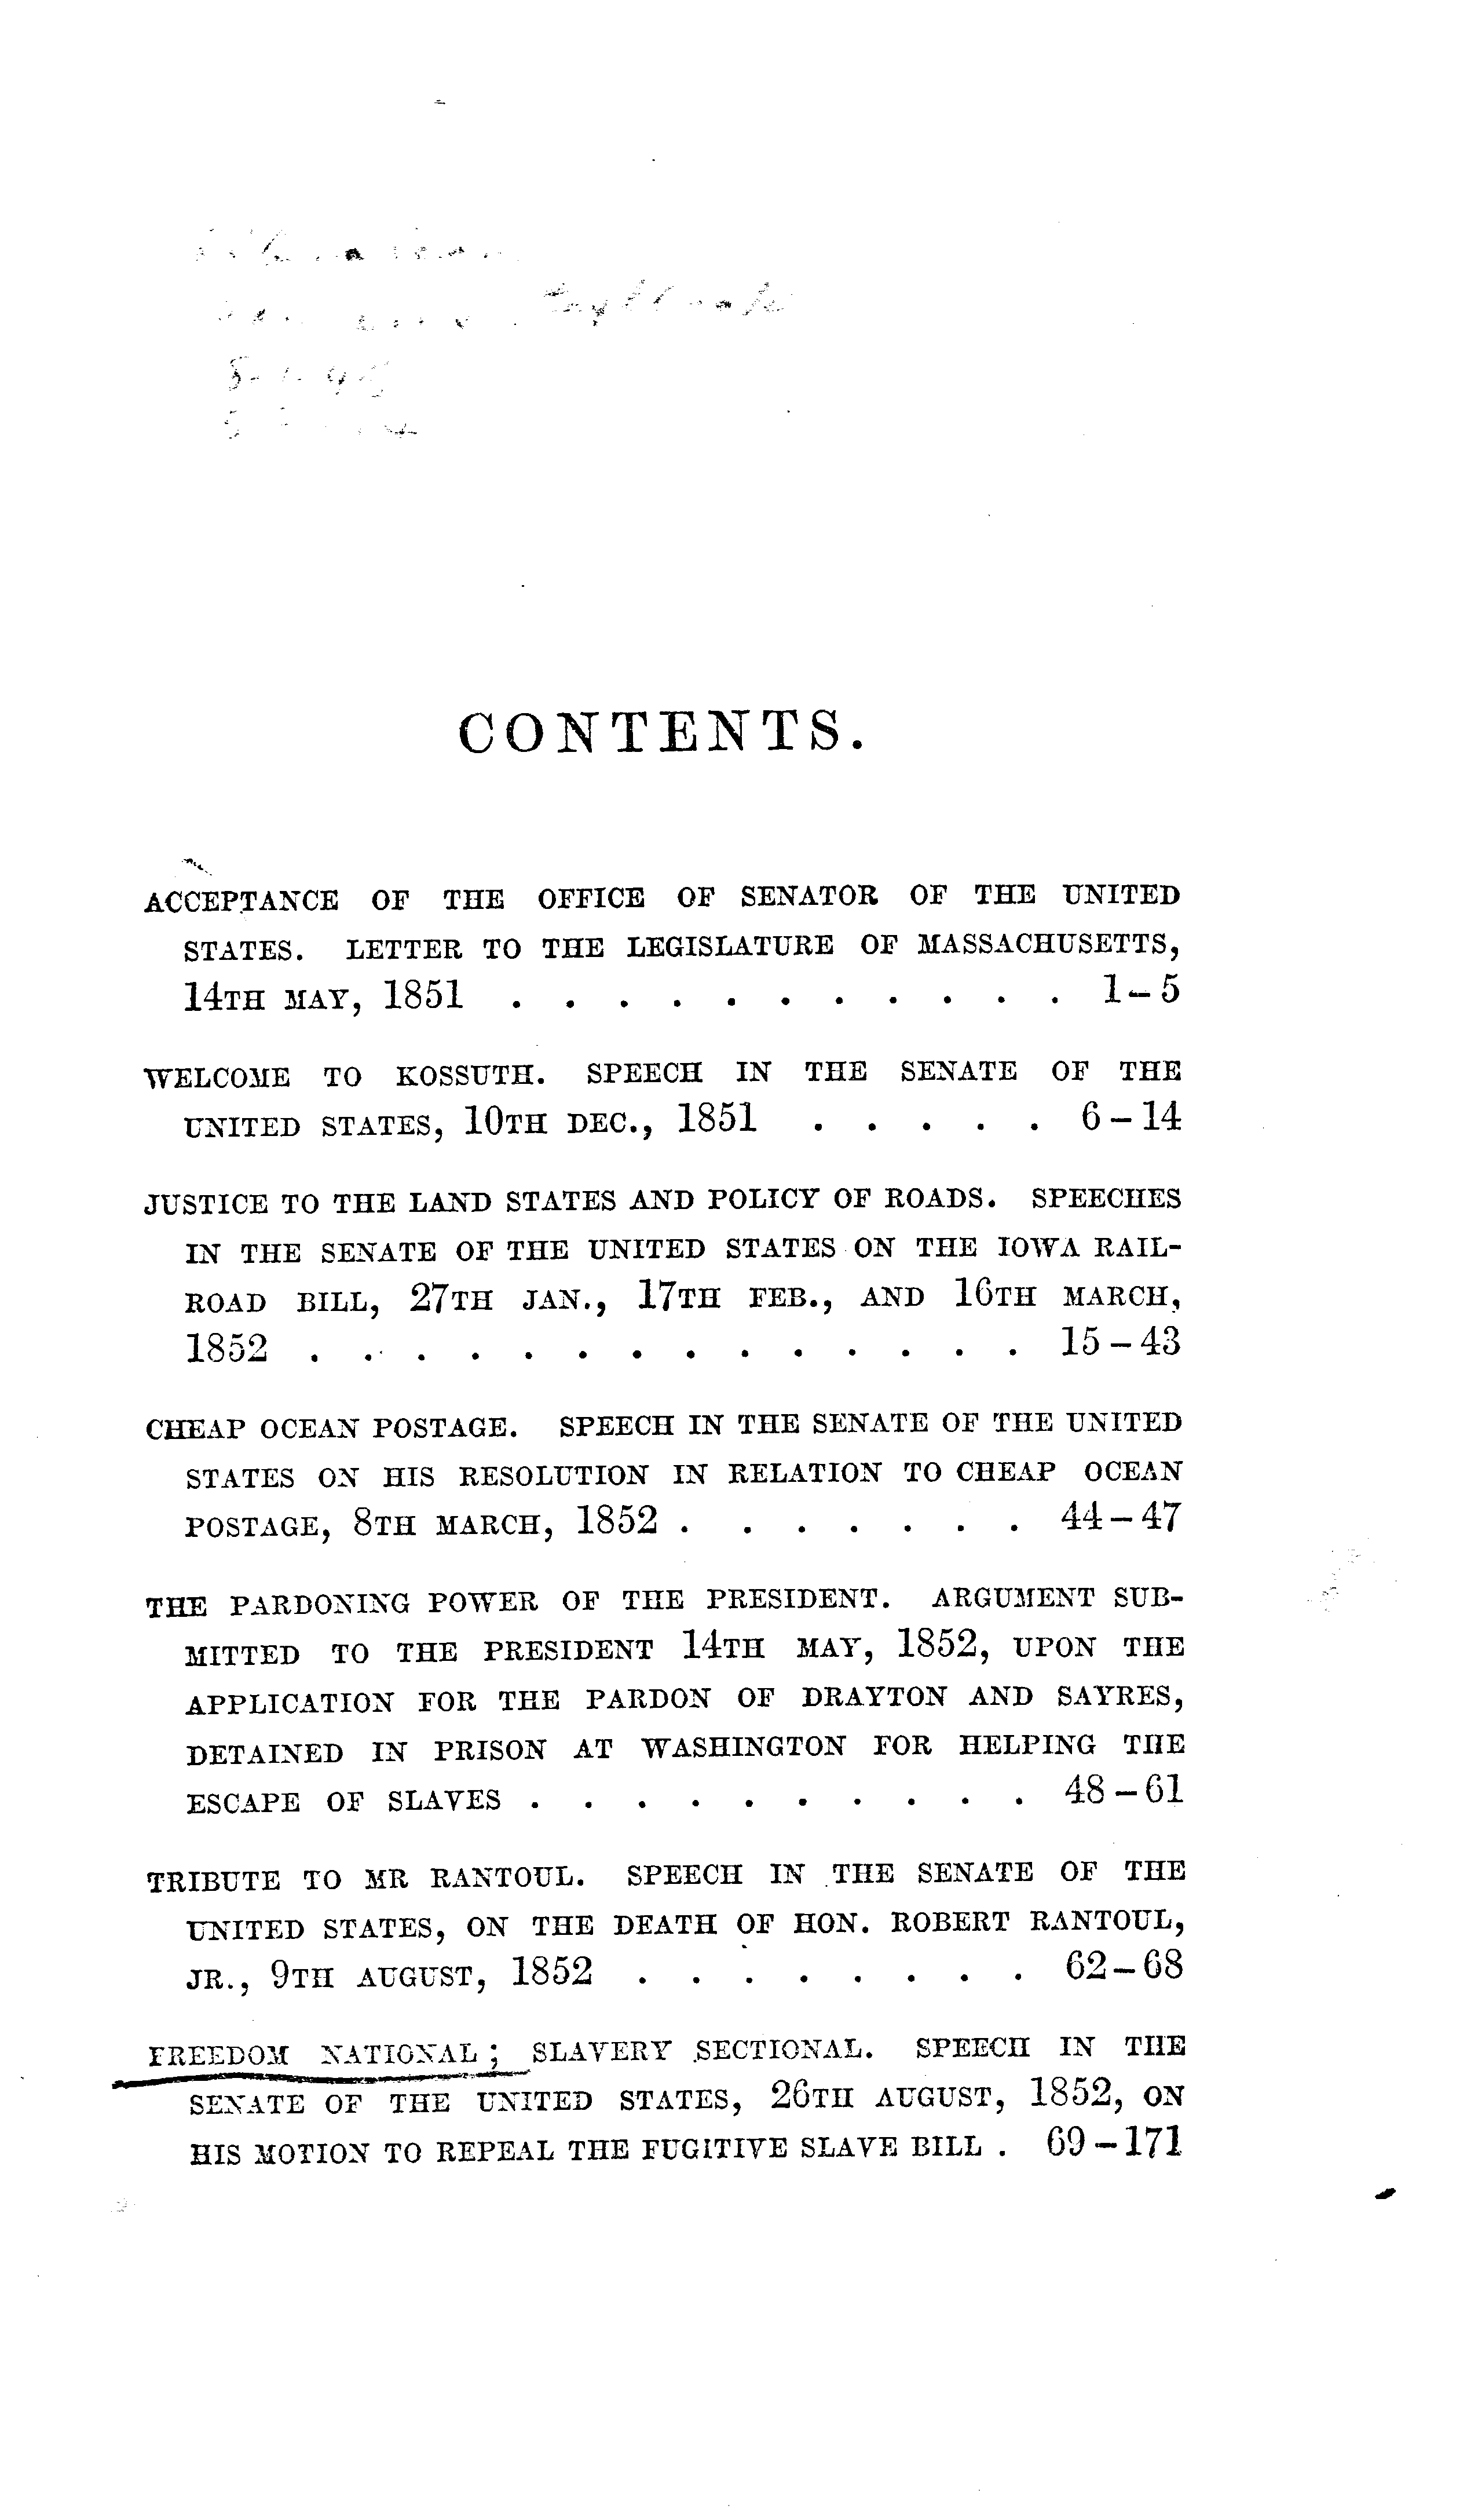 CONTENTS.
ACCEPTANCE OF THE OFFICE OF SENATOR OF THE UNITED
STATES. LETTER TO THE LEGISLATURE OF MASSACHUSETTS,
14TH MAY, 1851 . . . . . . . . . . . 1–5
WELCOME TO KOSSUTH. SPEECH IN THE SENATE OF THE
UNITED STATES, 10TH DEC., 1851 . . . . . 6–14
JUSTICE TO THE LAND STATES AND POLICY OF ROADS. SPEECHES
IN THE SENATE OF THE UNITED STATES ON THE IOWA RAIL-
ROAD BILL, 27TH JAN., 17TH FEB., AND 16TH MARCH,
1852 . . . . . . . . . . . . . . 15–43
CHEAP OCEAN POSTAGE. SPEECH IN THE SENATE OF THE UNITED
STATES ON HIS RESOLUTION IN RELATION TO CHEAP OCEAN
POSTAGE, 8TH MARCH, 1852 . . . . . . . 44–47
THE PARDONING POWER OF THE PRESIDENT. ARGUMENT SUB-
MITTED TO THE PRESIDENT 14TH MAY, 1852, UPON THE
APPLICATION FOR THE PARDON OF DRAYTON AND SAYRES,
DETAINED IN PRISON AT WASHINGTON FOR HELPING THE
ESCAPE OF SLAVES . . . . . . . . . . 48–61
TRIBUTE TO MR RANTOUL. SPEECH IN THE SENATE OF THE
UNITED STATES, ON THE DEATH OF HON. ROBERT RANTOUL,
JR., 9TH AUGUST, 1852 . . . . . . . . 62–68
FREEDOM NATIONAL; SLAVERY SECTIONAL. SPEECH IN THE
SENATE OF THE UNITED STATES, 26TH AUGUST, 1852, ON
HIS MOTION TO REPEAL THE FUGITIVE SLAVE BILL . 69–171